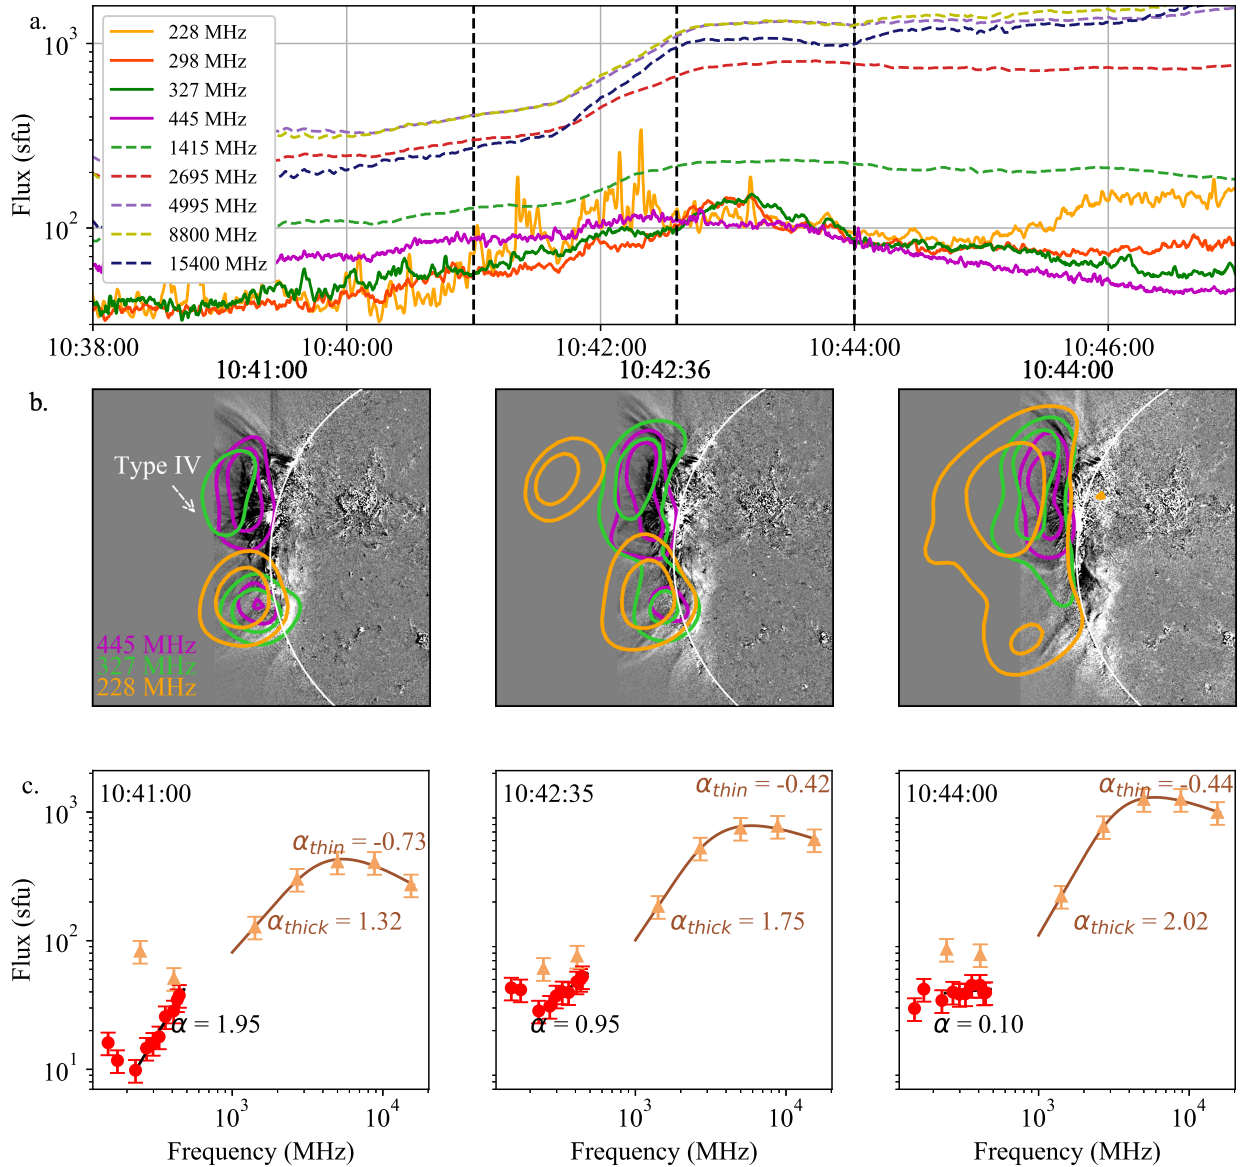 a.
10³
10²
Flux (sfu)
228 MHz
298 MHz
327 MHz
445 MHz
1415 MHz
2695 MHz
4995 MHz
8800 MHz
15400 MHz
10:38:00 10:40:00 10:42:00 10:44:00 10:46:00
10:41:00 10:42:36 10:44:00
b.
Type IV
445 MHz
327 MHz
228 MHz
c.
10:41:00
α_thin = -0.73
α_thick = 1.32
α = 1.95
10:42:35
α_thin = -0.42
α_thick = 1.75
α = 0.95
10:44:00
α_thin = -0.44
α_thick = 2.02
α = 0.10
10³
10²
10¹
Flux (sfu)
10³ 10⁴ 10³ 10⁴ 10³ 10⁴
Frequency (MHz) Frequency (MHz) Frequency (MHz)